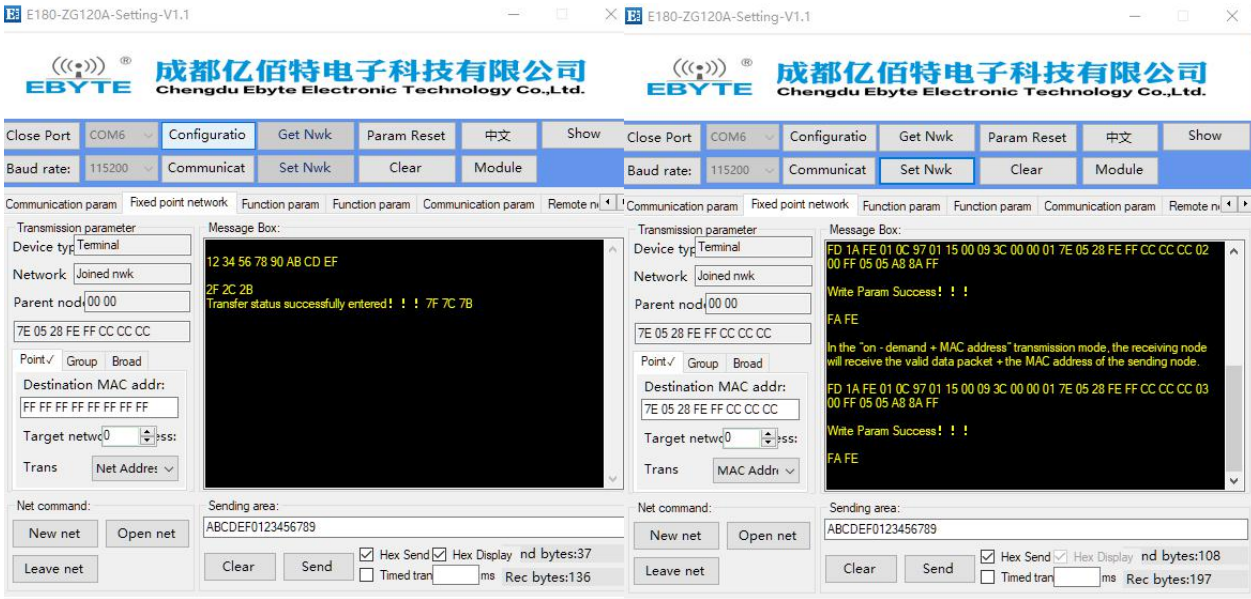 E180-ZG120A-Setting-V1.1
EBYTE ®
成都亿佰特电子科技有限公司
Chengdu Ebyte Electronic Technology Co.,Ltd.
Close Port COM6 Configuratio Get Nwk Param Reset 中文 Show
Baud rate: 115200 Communicat Set Nwk Clear Module
Communication param Fixed point network Function param Function param Communication param Remote n
Transmission parameter
Device typ Terminal
Network Joined nwk
Parent nod 00 00
7E 05 28 FE FF CC CC CC
Point✓ Group Broad
Destination MAC addr:
FF FF FF FF FF FF FF FF
Target netwo 0 ess:
Trans Net Addres
Message Box:
12 34 56 78 90 AB CD EF
2F 2C 2B
Transfer status successfully entered！！！ 7F 7C 7B
Net command:
New net Open net
Leave net
Sending area:
ABCDEF0123456789
Clear Send
Hex Send Hex Display nd bytes:37
Timed tran ms Rec bytes:136
E180-ZG120A-Setting-V1.1
EBYTE ®
成都亿佰特电子科技有限公司
Chengdu Ebyte Electronic Technology Co.,Ltd.
Close Port COM6 Configuratio Get Nwk Param Reset 中文 Show
Baud rate: 115200 Communicat Set Nwk Clear Module
Communication param Fixed point network Function param Function param Communication param Remote n
Transmission parameter
Device typ Terminal
Network Joined nwk
Parent nod 00 00
7E 05 28 FE FF CC CC CC
Point✓ Group Broad
Destination MAC addr:
7E 05 28 FE FF CC CC CC
Target netwo 0 ess:
Trans MAC Addr
Message Box:
FD 1A FE 01 0C 97 01 15 00 09 3C 00 00 01 7E 05 28 FE FF CC CC CC 02
00 FF 05 05 A8 8A FF
Write Param Success！！！
FA FE
In the "on - demand + MAC address" transmission mode, the receiving node
will receive the valid data packet + the MAC address of the sending node.
FD 1A FE 01 0C 97 01 15 00 09 3C 00 00 01 7E 05 28 FE FF CC CC CC 03
00 FF 05 05 A8 8A FF
Write Param Success！！！
FA FE
Net command:
New net Open net
Leave net
Sending area:
ABCDEF0123456789
Clear Send
Hex Send Hex Display nd bytes:108
Timed tran ms Rec bytes:197